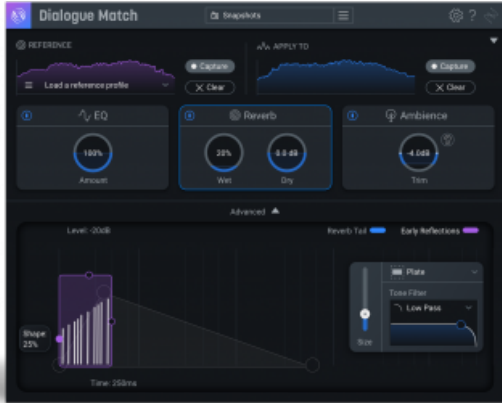 Dialogue Match
Snapshots
?
REFERENCE
APPLY TO
Capture
Capture
Load a reference profile
X Clear
X Clear
EQ
Reverb
Ambience
100%
20%
0.0 dB
-4.0dB
Amount
Wet
Dry
Trim
Advanced
Level: -20dB
Reverb Tail
Early Reflections
Plate
Tone Filter
Low Pass
Shape:
25%
Size
Time: 250ms